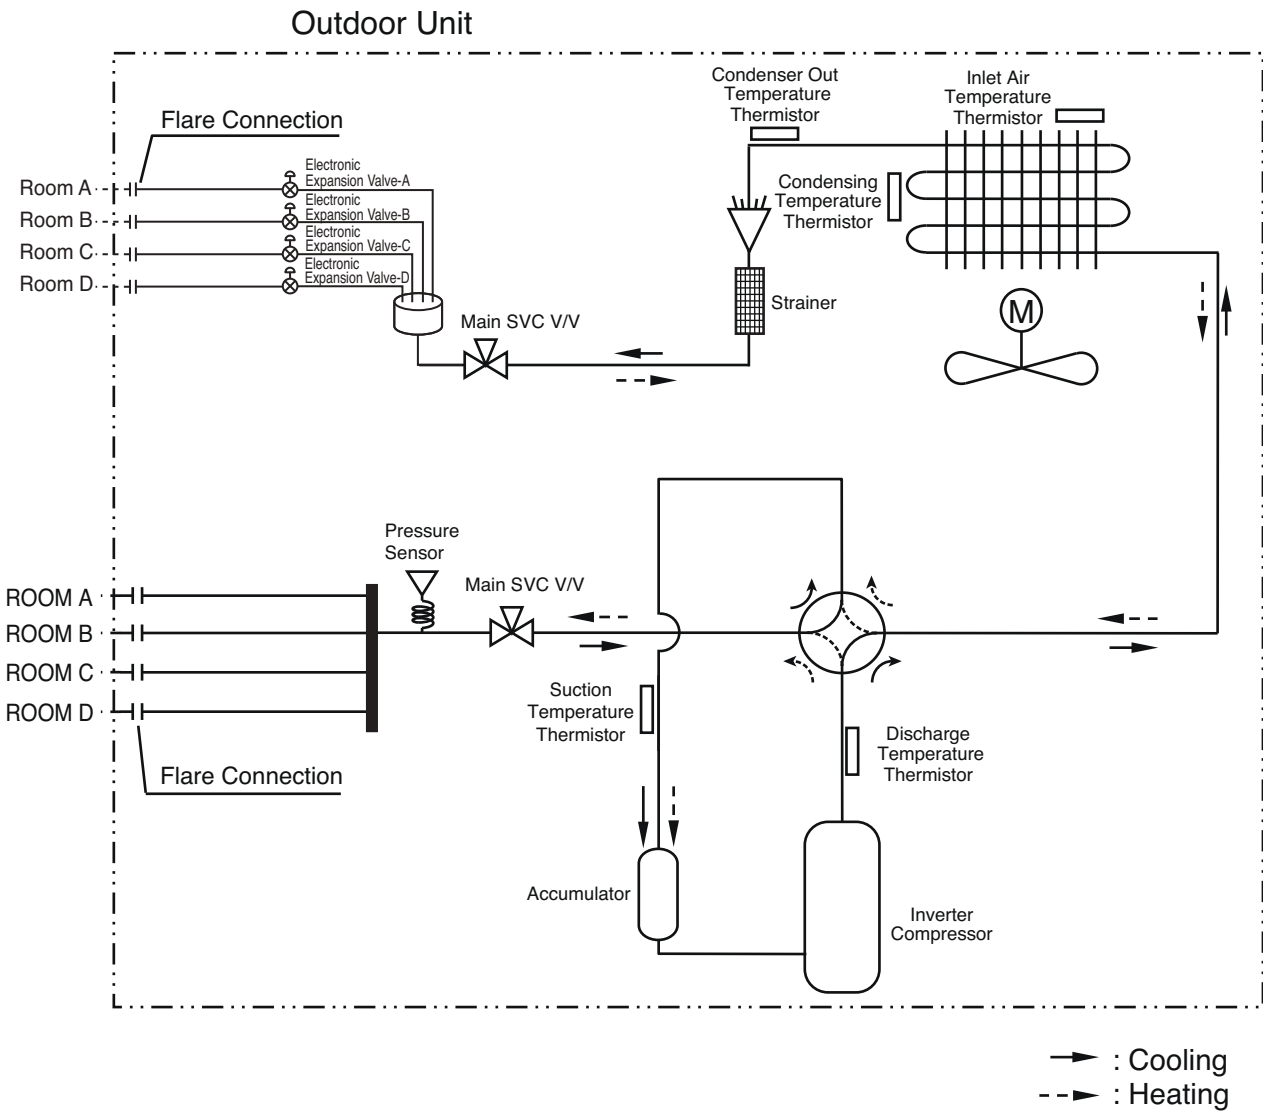 Outdoor Unit
Condenser Out
Temperature
Thermistor
Inlet Air
Temperature
Thermistor
Flare Connection
Room A
Room B
Room C
Room D
Electronic
Expansion Valve-A
Electronic
Expansion Valve-B
Electronic
Expansion Valve-C
Electronic
Expansion Valve-D
Condensing
Temperature
Thermistor
Strainer
Main SVC V/V
M
Pressure
Sensor
Main SVC V/V
ROOM A
ROOM B
ROOM C
ROOM D
Flare Connection
Suction
Temperature
Thermistor
Discharge
Temperature
Thermistor
Accumulator
Inverter
Compressor
: Cooling
: Heating